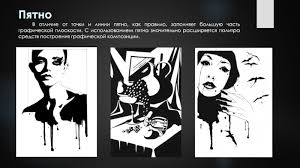 Пятно
В отличие от точки и линии пятно, как правило, заполняет большую часть
графической плоскости. С использованием пятна значительно расширяется палитра
средств построения графической композиции.